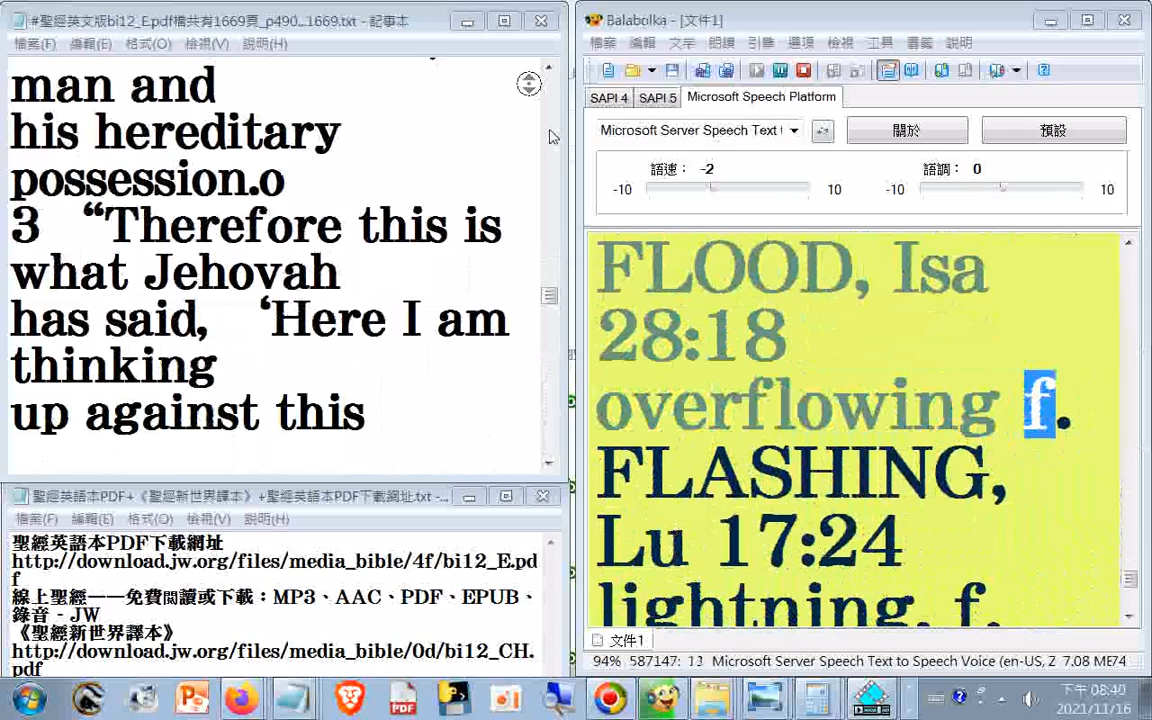 #聖經英文版bi12_E.pdf檔共有1669頁_p490...1669.txt - 記事本
檔案(F) 編輯(E) 格式(O) 檢視(V) 說明(H)
man and
his hereditary
possession.o
3 “Therefore this is
what Jehovah
has said, ‘Here I am
thinking
up against this
聖經英語本PDF+《聖經新世界譯本》+聖經英語本PDF下載網址.txt -...
檔案(F) 編輯(E) 格式(O) 檢視(V) 說明(H)
聖經英語本PDF下載網址
http://download.jw.org/files/media_bible/4f/bi12_E.pd
f
線上聖經——免費閱讀或下載：MP3、AAC、PDF、EPUB、
錄音 - JW
《聖經新世界譯本》
http://download.jw.org/files/media_bible/0d/bi12_CH.
pdf
Balabolka - [文件1]
檔案 編輯 文字 朗讀 引擎 選項 檢視 工具 書籤 說明
SAPI 4 SAPI 5 Microsoft Speech Platform
Microsoft Server Speech Text 關於 預設
語速： -2 語調： 0
-10 10 -10 10
FLOOD, Isa
28:18
overflowing f.
FLASHING,
Lu 17:24
lightning, f.
文件1
94% 587147: 13 Microsoft Server Speech Text to Speech Voice (en-US, Z 7.08 ME74
PDF
下午 08:40
2021/11/16